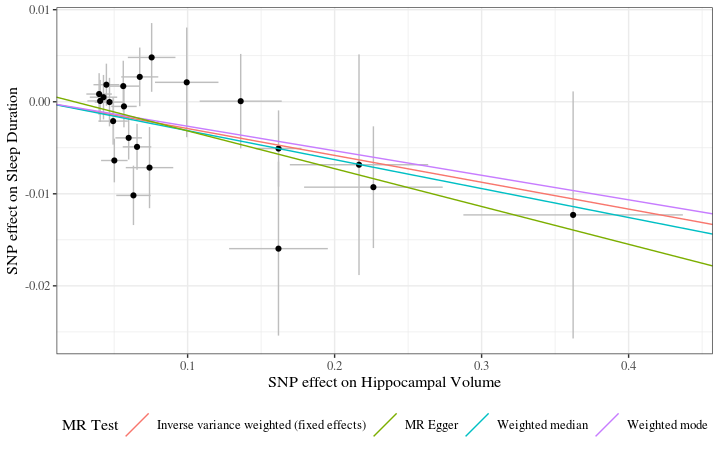 0.01
0.00
-0.01
-0.02
SNP effect on Sleep Duration
0.1 0.2 0.3 0.4
SNP effect on Hippocampal Volume
MR Test Inverse variance weighted (fixed effects) MR Egger Weighted median Weighted mode